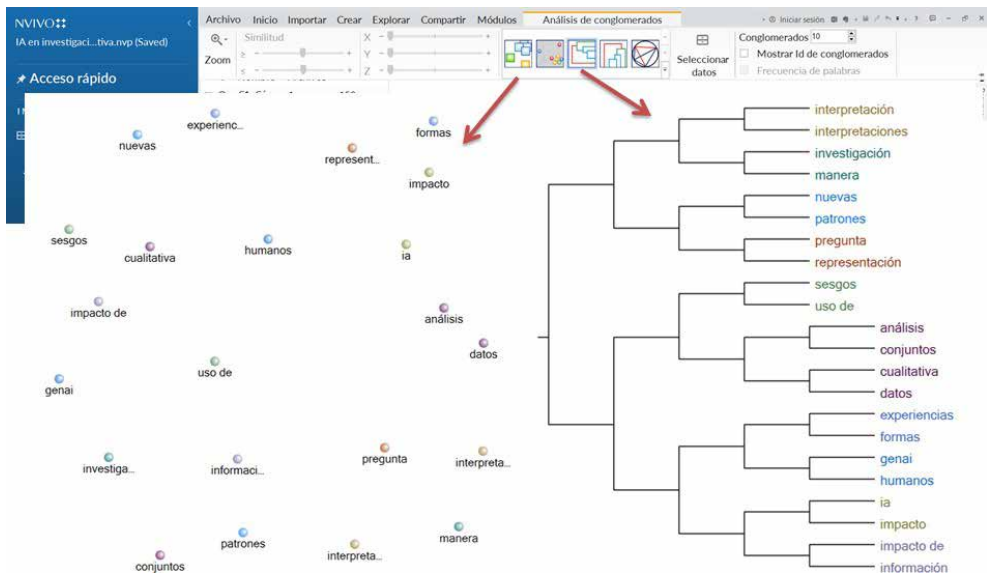 NVIVO
IA en investigaci...tiva.nvp (Saved)
Acceso rápido
Archivo Inicio Importar Crear Explorar Compartir Módulos Análisis de conglomerados Iniciar sesión
Zoom
Similitud
X
Y
Z
Seleccionar datos
Conglomerados 10
Mostrar Id de conglomerados
Frecuencia de palabras
experienc...
nuevas
formas
represent...
impacto
sesgos
cualitativa
humanos
ia
impacto de
análisis
datos
uso de
genai
investiga...
informaci...
pregunta
interpreta...
patrones
interpreta...
manera
conjuntos
interpretación
interpretaciones
investigación
manera
nuevas
patrones
pregunta
representación
sesgos
uso de
análisis
conjuntos
cualitativa
datos
experiencias
formas
genai
humanos
ia
impacto
impacto de
información